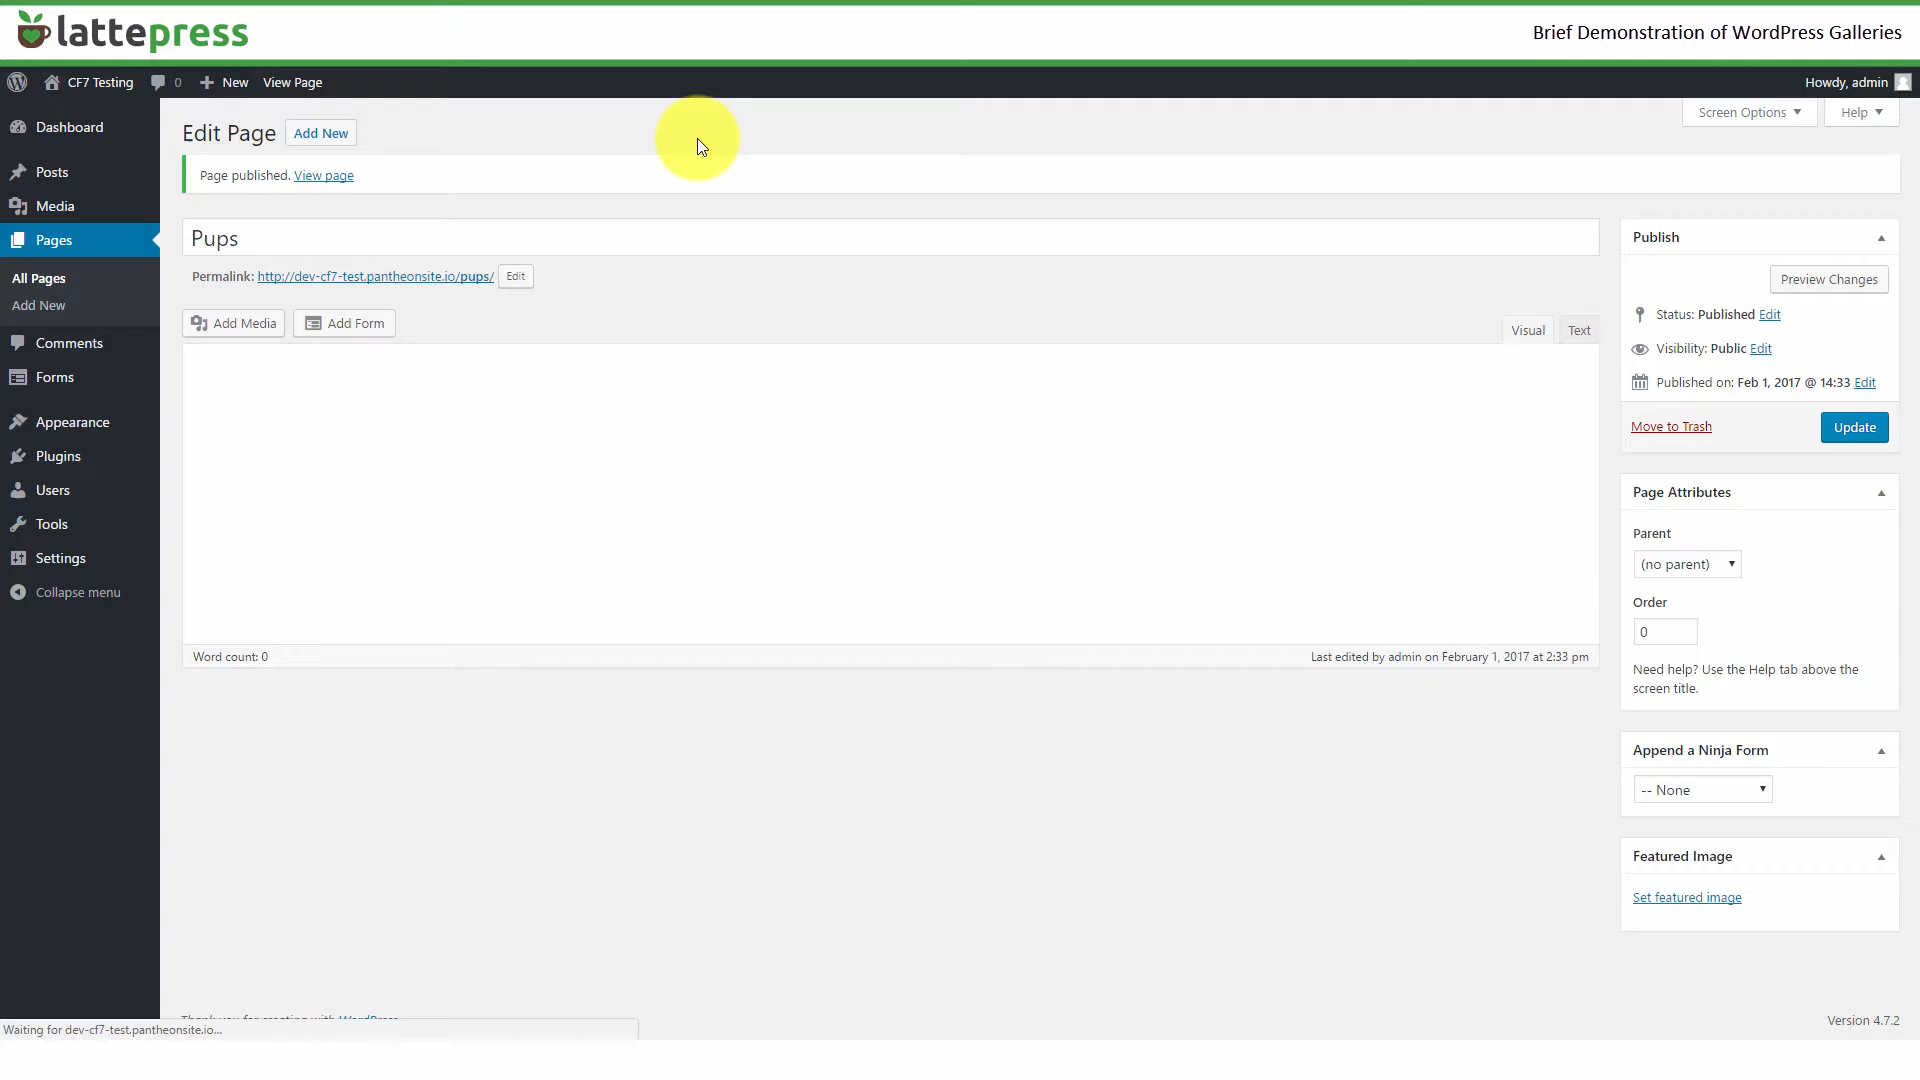 lattepress
Brief Demonstration of WordPress Galleries
CF7 Testing 0 New View Page
Howdy, admin
Dashboard
Posts
Media
Pages
All Pages
Add New
Comments
Forms
Appearance
Plugins
Users
Tools
Settings
Collapse menu
Screen Options
Help
Edit Page Add New
Page published. View page
Pups
Permalink: http://dev-cf7-test.pantheonsite.io/pups/ Edit
Add Media Add Form
Visual Text
Word count: 0
Last edited by admin on February 1, 2017 at 2:33 pm
Publish
Preview Changes
Status: Published Edit
Visibility: Public Edit
Published on: Feb 1, 2017 @ 14:33 Edit
Move to Trash Update
Page Attributes
Parent
(no parent)
Order
0
Need help? Use the Help tab above the
screen title.
Append a Ninja Form
-- None
Featured Image
Set featured image
Thank you for creating with WordPress
Waiting for dev-cf7-test.pantheonsite.io...
Version 4.7.2